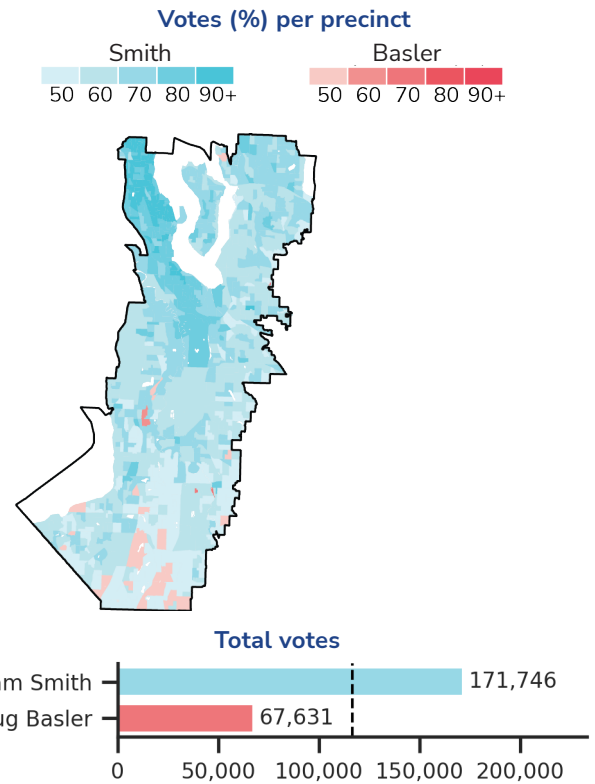 Votes (%) per precinct
Smith Basler
50 60 70 80 90+ 50 60 70 80 90+
Total votes
am Smith 171,746
ug Basler 67,631
0 50,000 100,000 150,000 200,000